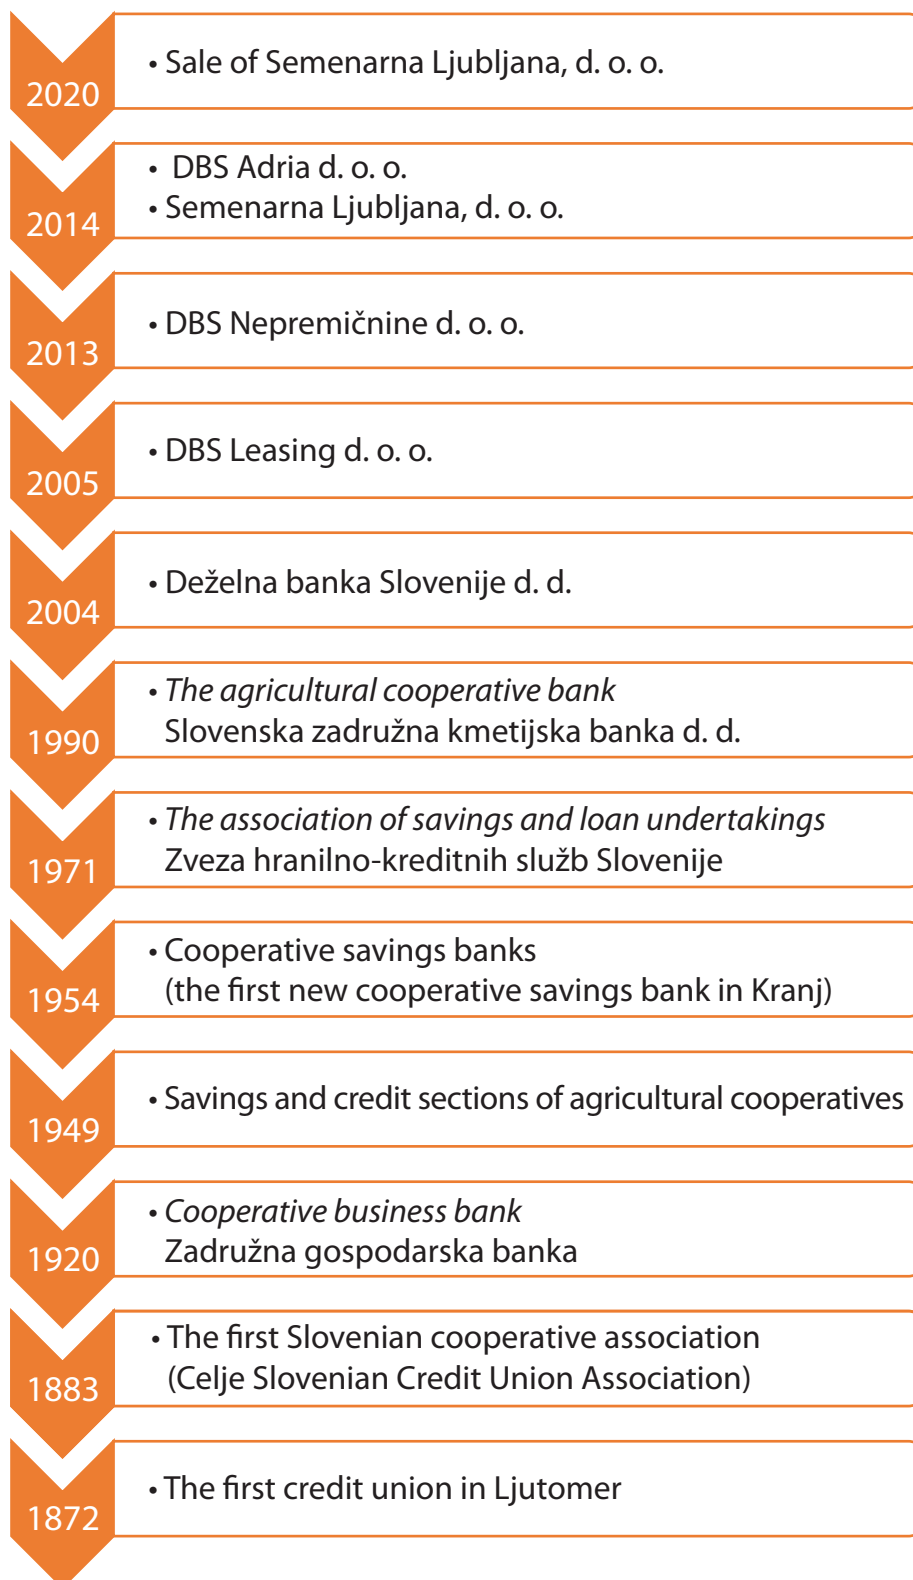 2020
• Sale of Semenarna Ljubljana, d. o. o.
2014
• DBS Adria d. o. o.
• Semenarna Ljubljana, d. o. o.
2013
• DBS Nepremičnine d. o. o.
2005
• DBS Leasing d. o. o.
2004
• Deželna banka Slovenije d. d.
1990
• The agricultural cooperative bank
Slovenska zadružna kmetijska banka d. d.
1971
• The association of savings and loan undertakings
Zveza hranilno-kreditnih služb Slovenije
1954
• Cooperative savings banks
(the first new cooperative savings bank in Kranj)
1949
• Savings and credit sections of agricultural cooperatives
1920
• Cooperative business bank
Zadružna gospodarska banka
1883
• The first Slovenian cooperative association
(Celje Slovenian Credit Union Association)
1872
• The first credit union in Ljutomer